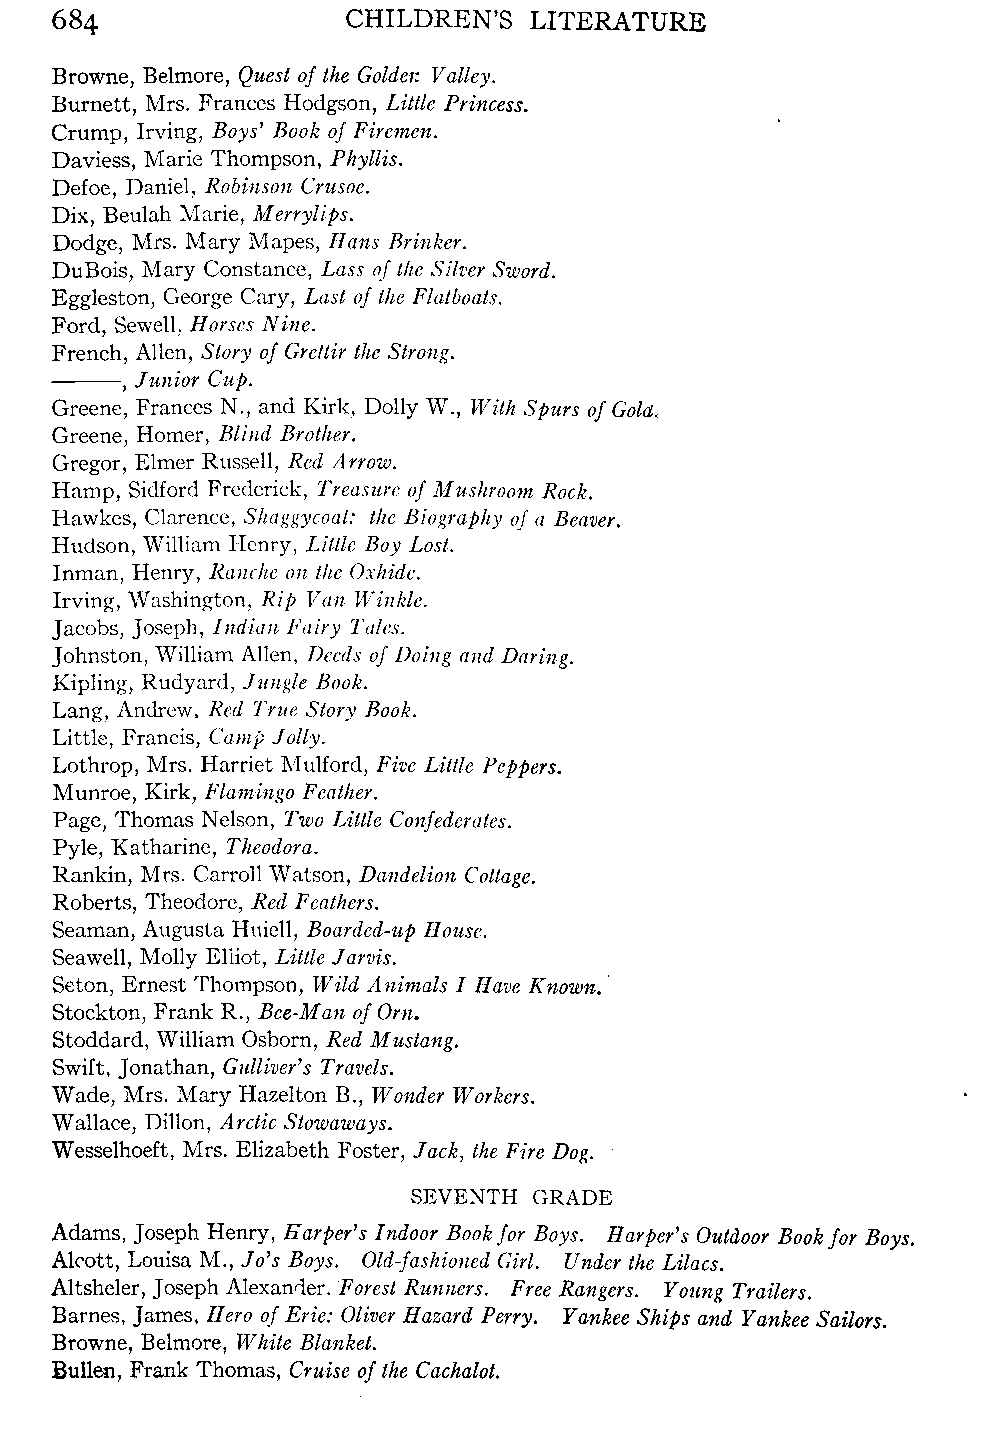 684 CHILDREN'S LITERATURE
Browne, Belmore, Quest of the Golden Valley.
Burnett, Mrs. Frances Hodgson, Little Princess.
Crump, Irving, Boys' Book of Firemen.
Daviess, Marie Thompson, Phyllis.
Defoe, Daniel, Robinson Crusoe.
Dix, Beulah Marie, Merrylips.
Dodge, Mrs. Mary Mapes, Hans Brinker.
DuBois, Mary Constance, Lass of the Silver Sword.
Eggleston, George Cary, Last of the Flatboats.
Ford, Sewell, Horses Nine.
French, Allen, Story of Grettir the Strong.
———, Junior Cup.
Greene, Frances N., and Kirk, Dolly W., With Spurs of Gold.
Greene, Homer, Blind Brother.
Gregor, Elmer Russell, Red Arrow.
Hamp, Sidford Frederick, Treasure of Mushroom Rock.
Hawkes, Clarence, Shaggycoat: the Biography of a Beaver.
Hudson, William Henry, Little Boy Lost.
Inman, Henry, Ranche on the Oxhide.
Irving, Washington, Rip Van Winkle.
Jacobs, Joseph, Indian Fairy Tales.
Johnston, William Allen, Deeds of Doing and Daring.
Kipling, Rudyard, Jungle Book.
Lang, Andrew, Red True Story Book.
Little, Francis, Camp Jolly.
Lothrop, Mrs. Harriet Mulford, Five Little Peppers.
Munroe, Kirk, Flamingo Feather.
Page, Thomas Nelson, Two Little Confederates.
Pyle, Katharine, Theodora.
Rankin, Mrs. Carroll Watson, Dandelion Cottage.
Roberts, Theodore, Red Feathers.
Seaman, Augusta Huiell, Boarded-up House.
Seawell, Molly Elliot, Little Jarvis.
Seton, Ernest Thompson, Wild Animals I Have Known.
Stockton, Frank R., Bee-Man of Orn.
Stoddard, William Osborn, Red Mustang.
Swift, Jonathan, Gulliver's Travels.
Wade, Mrs. Mary Hazelton B., Wonder Workers.
Wallace, Dillon, Arctic Stowaways.
Wesselhoeft, Mrs. Elizabeth Foster, Jack, the Fire Dog.
SEVENTH GRADE
Adams, Joseph Henry, Harper's Indoor Book for Boys. Harper's Outdoor Book for Boys.
Alcott, Louisa M., Jo's Boys. Old-fashioned Girl. Under the Lilacs.
Altsheler, Joseph Alexander. Forest Runners. Free Rangers. Young Trailers.
Barnes, James, Hero of Erie: Oliver Hazard Perry. Yankee Ships and Yankee Sailors.
Browne, Belmore, White Blanket.
Bullen, Frank Thomas, Cruise of the Cachalot.